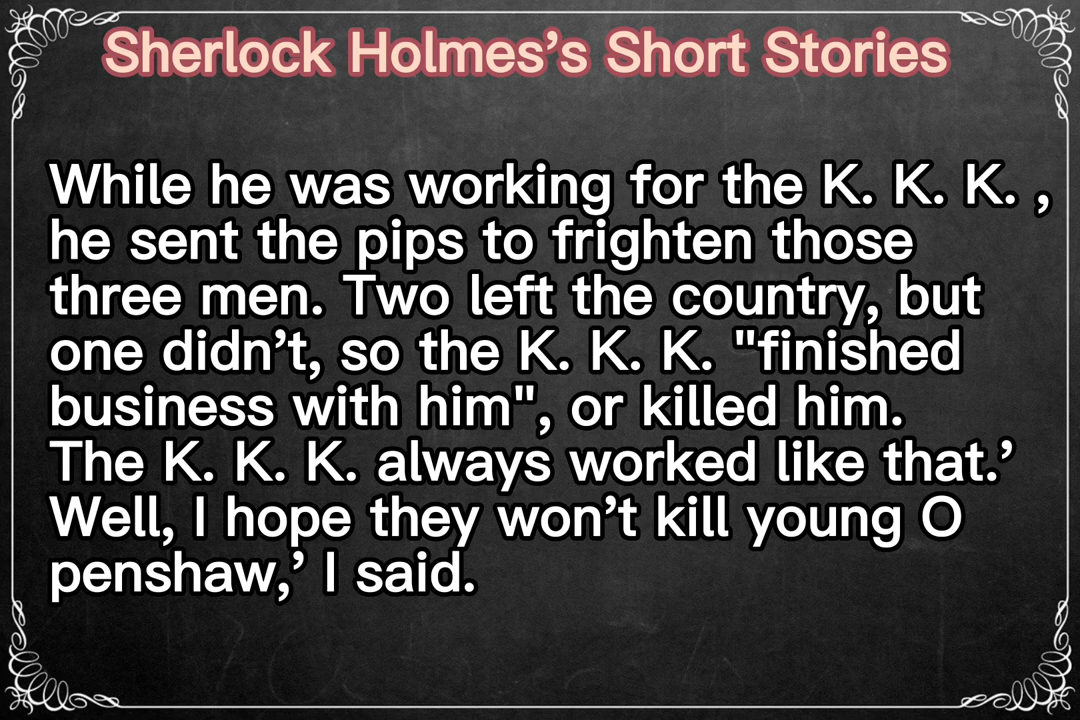 Sherlock Holmes’s Short Stories
While he was working for the K. K. K. ,
he sent the pips to frighten those
three men. Two left the country, but
one didn’t, so the K. K. K. "finished
business with him", or killed him.
The K. K. K. always worked like that.’
Well, I hope they won’t kill young O
penshaw,’ I said.